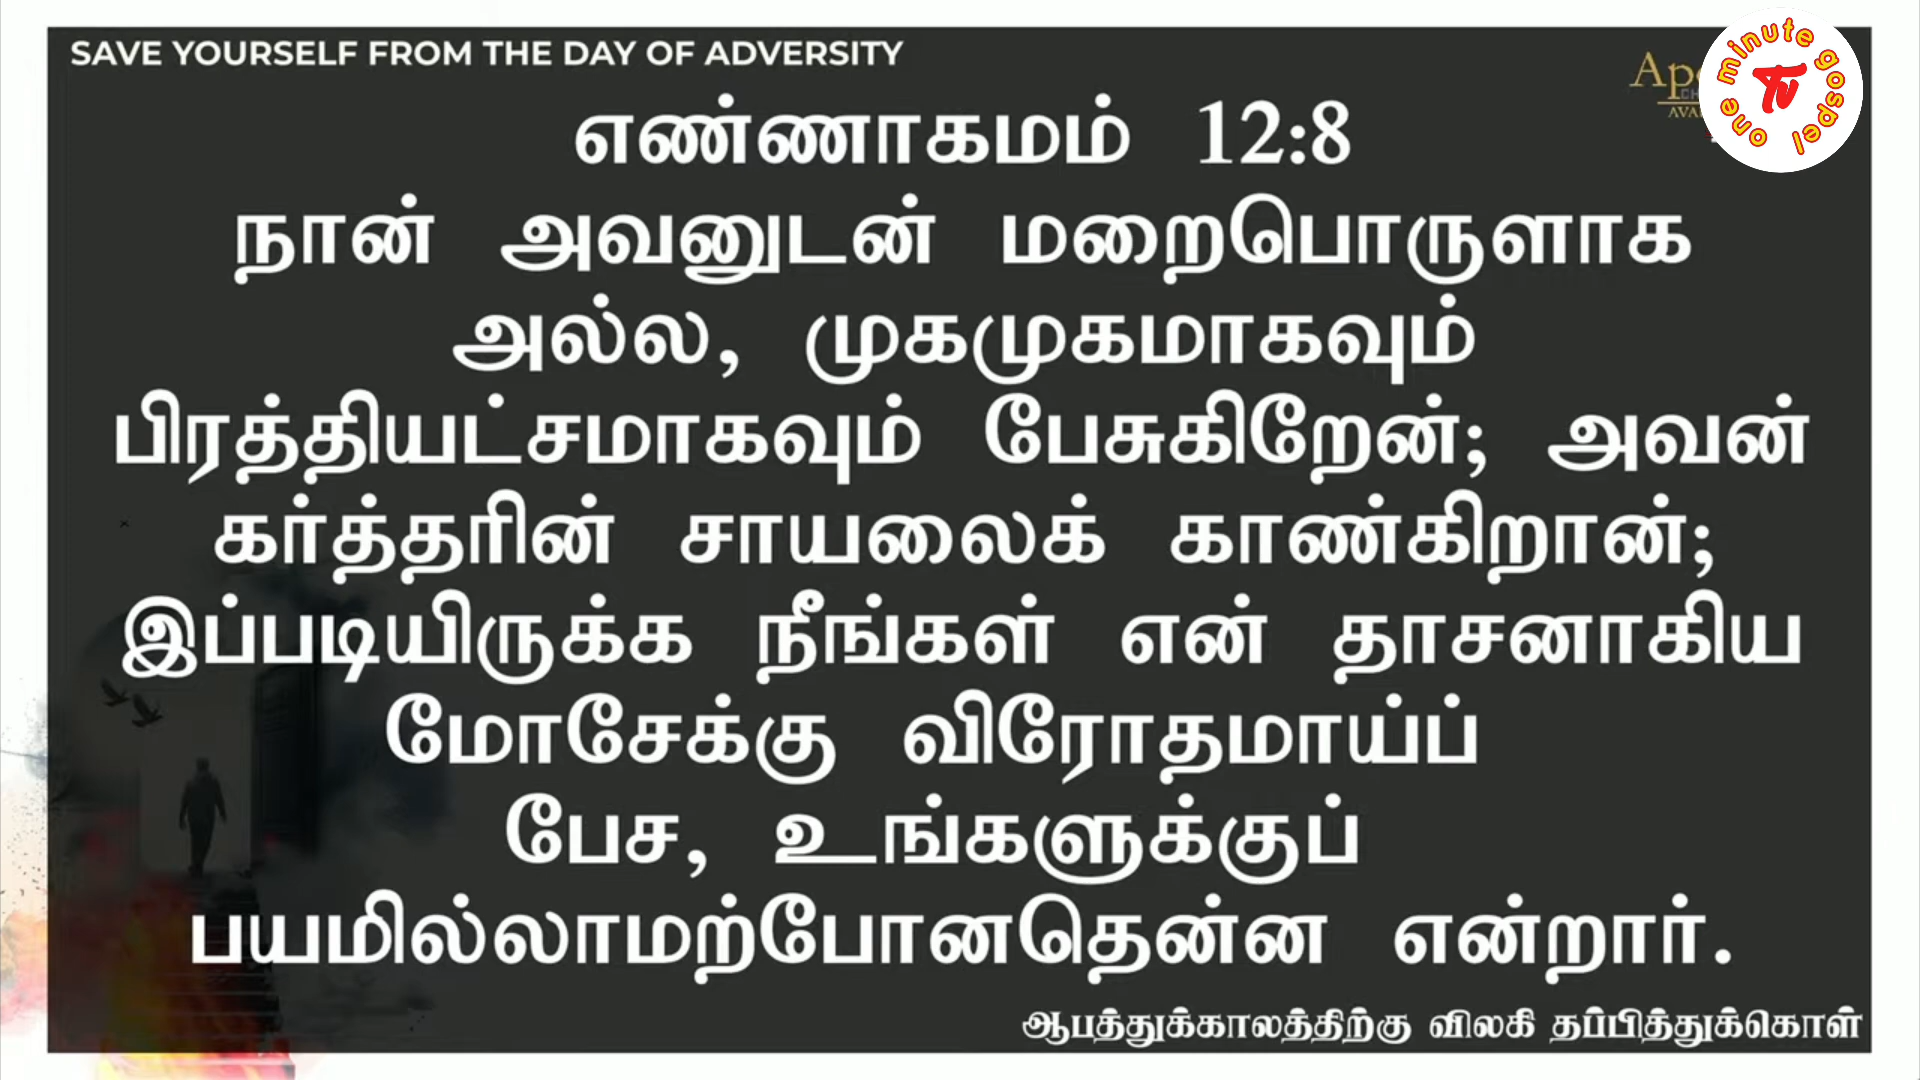 SAVE YOURSELF FROM THE DAY OF ADVERSITY
one minute gospel
TV
எண்ணாகமம் 12:8
நான் அவனுடன் மறைபொருளாக
அல்ல, முகமுகமாகவும்
பிரத்தியட்சமாகவும் பேசுகிறேன்; அவன்
கர்த்தரின் சாயலைக் காண்கிறான்;
இப்படியிருக்க நீங்கள் என் தாசனாகிய
மோசேக்கு விரோதமாய்ப்
பேச, உங்களுக்குப்
பயமில்லாமற்போனதென்ன என்றார்.
ஆபத்துக்காலத்திற்கு விலகி தப்பித்துக்கொள்